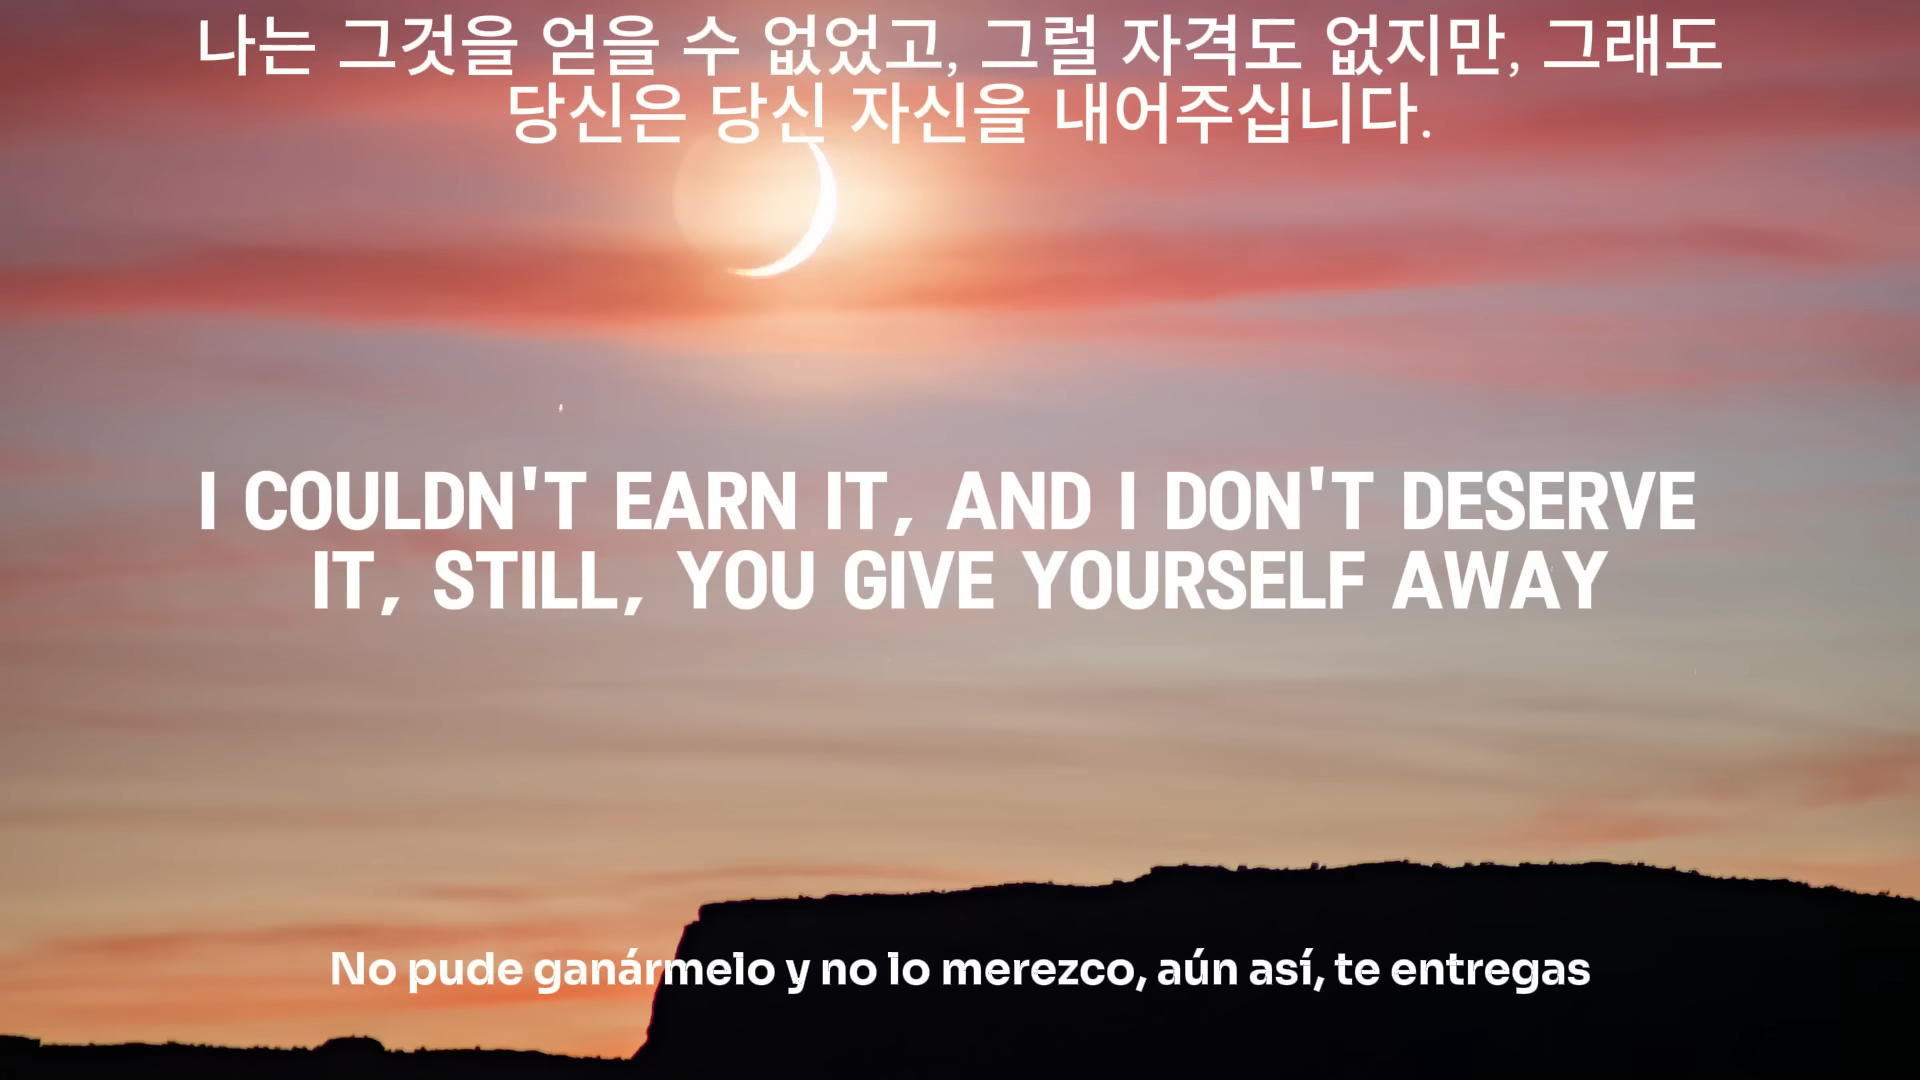 나는 그것을 얻을 수 없었고, 그럴 자격도 없지만, 그래도
당신은 당신 자신을 내어주십니다.
I COULDN'T EARN IT, AND I DON'T DESERVE
IT, STILL, YOU GIVE YOURSELF AWAY
No pude ganármelo y no lo merezco, aún así, te entregas